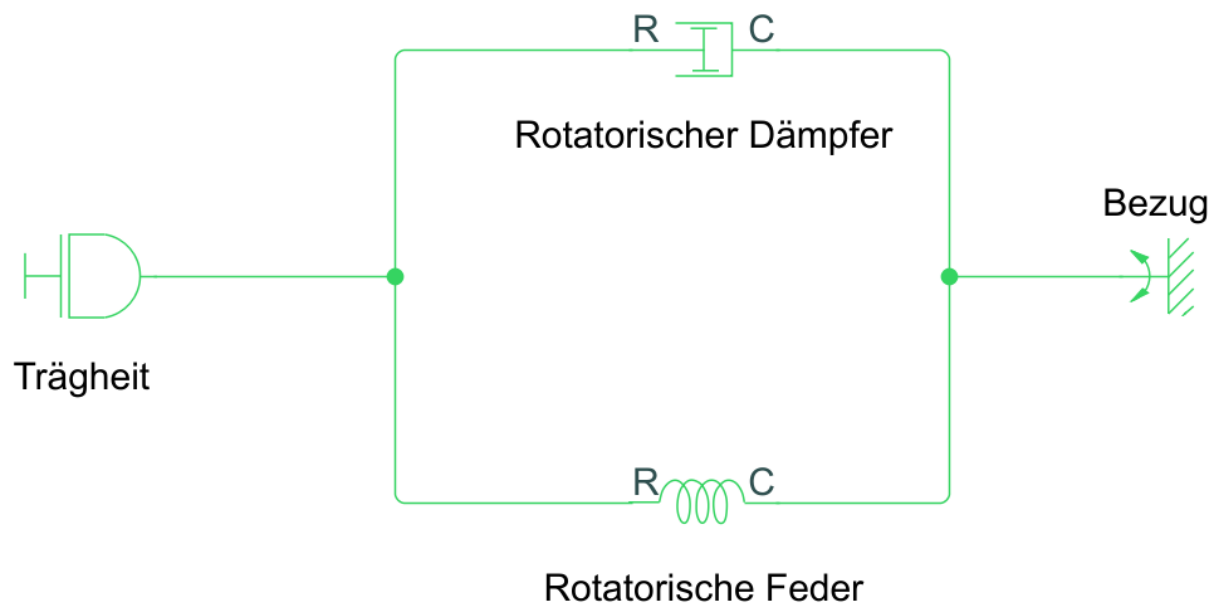 R C
Rotatorischer Dämpfer
Bezug
Trägheit
R C
Rotatorische Feder